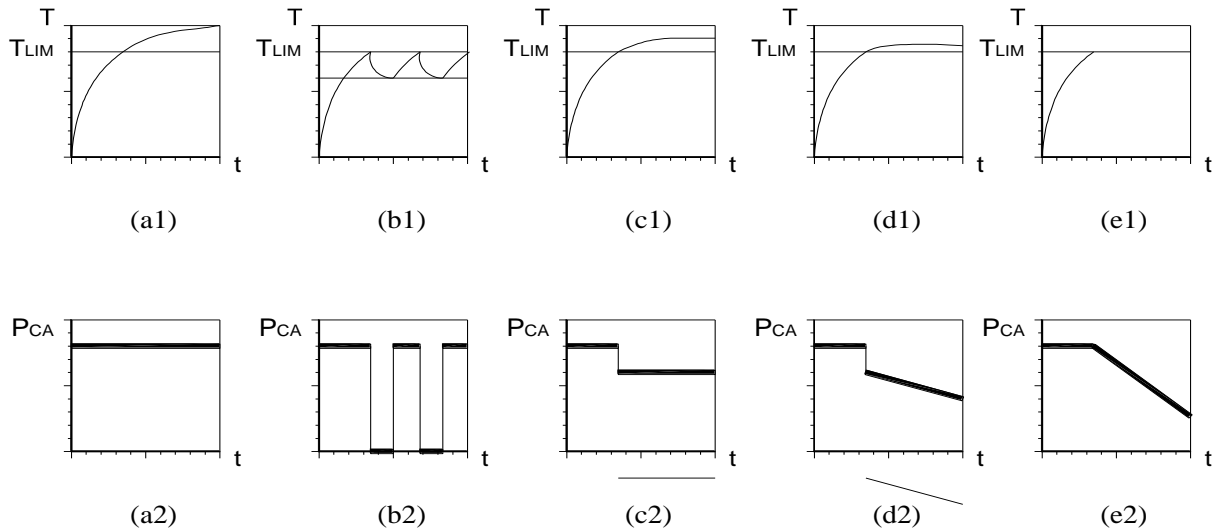 T T T T T
TLIM TLIM TLIM TLIM TLIM
t t t t t
(a1) (b1) (c1) (d1) (e1)
PCA PCA PCA PCA PCA
t t t t t
(a2) (b2) (c2) (d2) (e2)